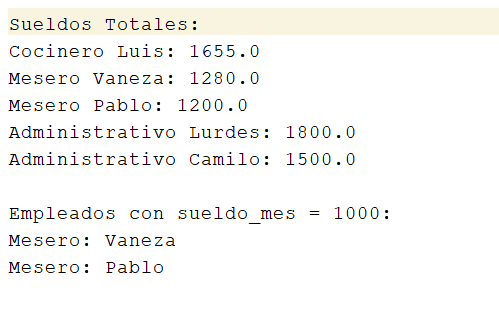 Sueldos Totales:
Cocinero Luis: 1655.0
Mesero Vaneza: 1280.0
Mesero Pablo: 1200.0
Administrativo Lurdes: 1800.0
Administrativo Camilo: 1500.0

Empleados con sueldo_mes = 1000:
Mesero: Vaneza
Mesero: Pablo